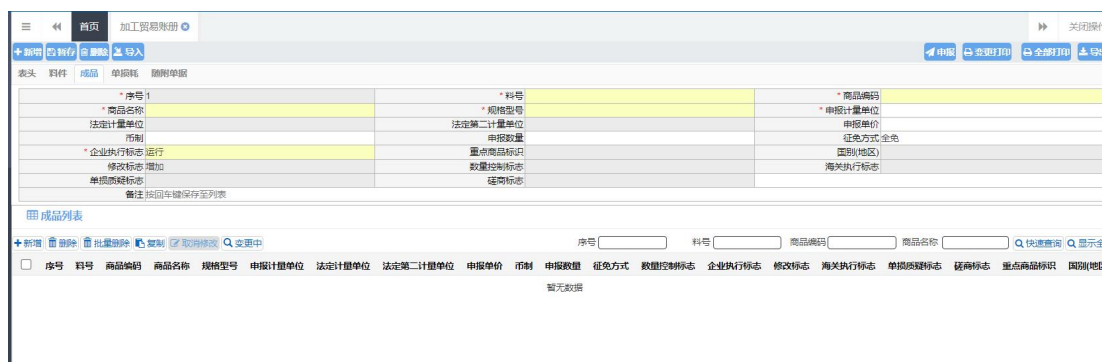 首页 加工贸易账册 关闭操作
新增 暂存 删除 导入 申报 变更打印 全部打印 导出
表头 料件 成品 单损耗 随附单据
*序号 1 *料号 *商品编码
*商品名称 *规格型号 *申报计量单位
法定计量单位 法定第二计量单位 申报单价
币制 申报数量 征免方式 全免
*企业执行标志 运行 重点商品标识 国别(地区)
修改标志 增加 数量控制标志 海关执行标志
单损质疑标志 磋商标志
备注 按回车键保存至列表
成品列表
新增 删除 批量删除 复制 取消修改 变更中 序号 料号 商品编码 商品名称 快速查询 显示全
序号 料号 商品编码 商品名称 规格型号 申报计量单位 法定计量单位 法定第二计量单位 申报单价 币制 申报数量 征免方式 数量控制标志 企业执行标志 修改标志 海关执行标志 单损质疑标志 磋商标志 重点商品标识 国别(地
暂无数据